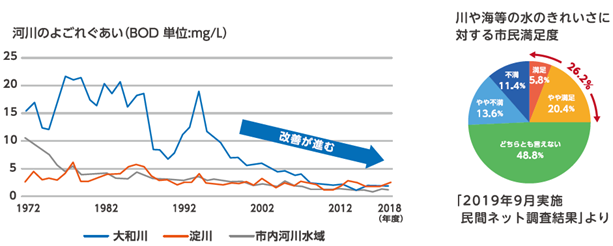 河川のよごれぐあい(BOD 単位:mg/L)
25
20
15
10
5
0
改善が進む
1972
1982
1992
2002
2012
2018
(年度)
大和川
淀川
市内河川水域
川や海等の水のきれいさに
対する市民満足度
26.2%
不満
11.4%
満足
5.8%
やや満足
20.4%
やや不満
13.6%
どちらとも言えない
48.8%
「2019年9月実施
民間ネット調査結果」より